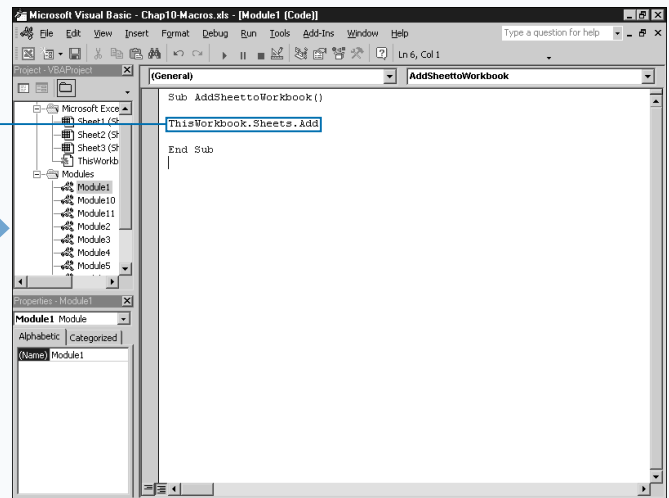 Microsoft Visual Basic - Chap10-Macros.xls - [Module1 (Code)]
File Edit View Insert Format Debug Run Tools Add-Ins Window Help
Type a question for help
Ln 6, Col 1
Project - VBAProject
(General)
AddSheettoWorkbook
Microsoft Exce
Sheet1 (Sh
Sheet2 (Sh
Sheet3 (Sh
ThisWorkb
Modules
Module1
Module10
Module11
Module2
Module3
Module4
Module5
Sub AddSheettoWorkbook()
ThisWorkbook.Sheets.Add
End Sub
Properties - Module1
Module1 Module
Alphabetic Categorized
(Name) Module1